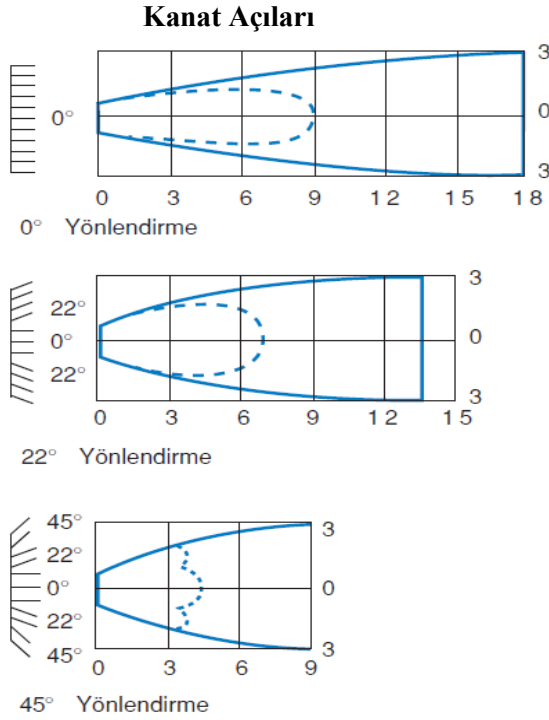 Kanat Açıları
3
0° 0
3
0 3 6 9 12 15 18
0° Yönlendirme
22° 3
0° 0
22° 3
0 3 6 9 12 15
22° Yönlendirme
45° 3
22°
0° 0
22°
45° 3
0 3 6 9
45° Yönlendirme